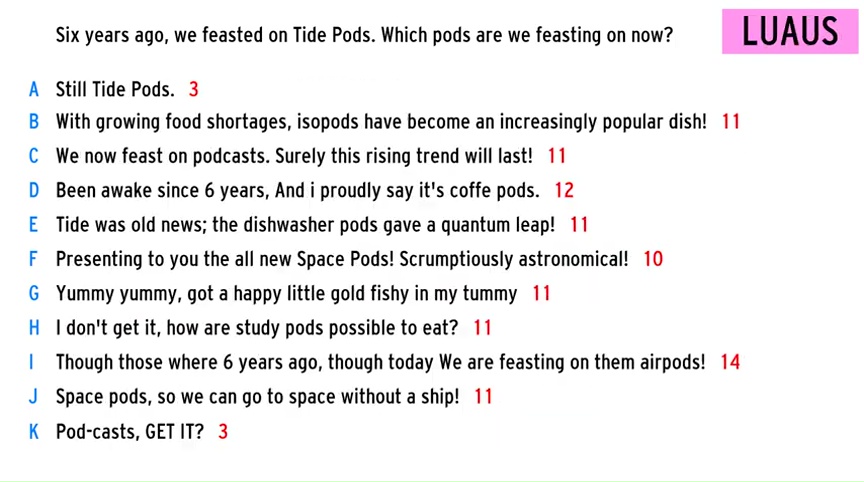 Six years ago, we feasted on Tide Pods. Which pods are we feasting on now?
LUAUS
A Still Tide Pods. 3
B With growing food shortages, isopods have become an increasingly popular dish! 11
C We now feast on podcasts. Surely this rising trend will last! 11
D Been awake since 6 years, And i proudly say it's coffe pods. 12
E Tide was old news; the dishwasher pods gave a quantum leap! 11
F Presenting to you the all new Space Pods! Scrumptiously astronomical! 10
G Yummy yummy, got a happy little gold fishy in my tummy 11
H I don't get it, how are study pods possible to eat? 11
I Though those where 6 years ago, though today We are feasting on them airpods! 14
J Space pods, so we can go to space without a ship! 11
K Pod-casts, GET IT? 3